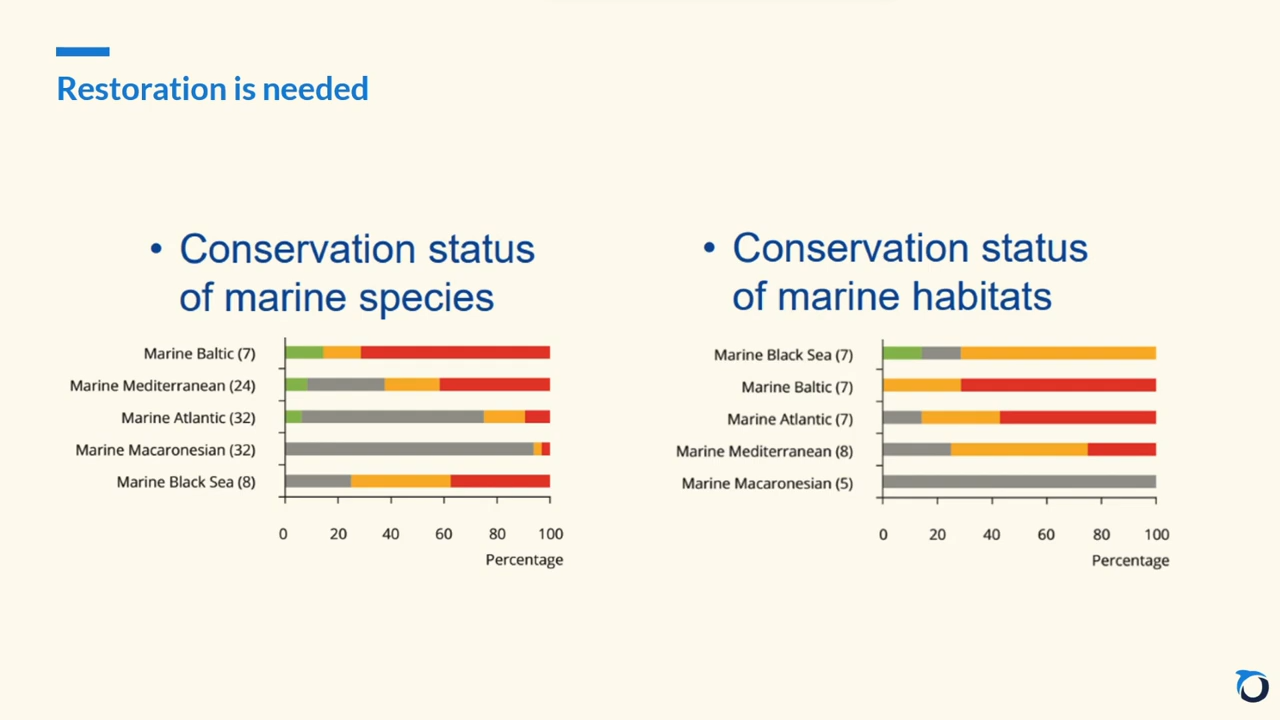 Restoration is needed
• Conservation status
of marine species
Marine Baltic (7)
Marine Mediterranean (24)
Marine Atlantic (32)
Marine Macaronesian (32)
Marine Black Sea (8)
0 20 40 60 80 100
Percentage
• Conservation status
of marine habitats
Marine Black Sea (7)
Marine Baltic (7)
Marine Atlantic (7)
Marine Mediterranean (8)
Marine Macaronesian (5)
0 20 40 60 80 100
Percentage